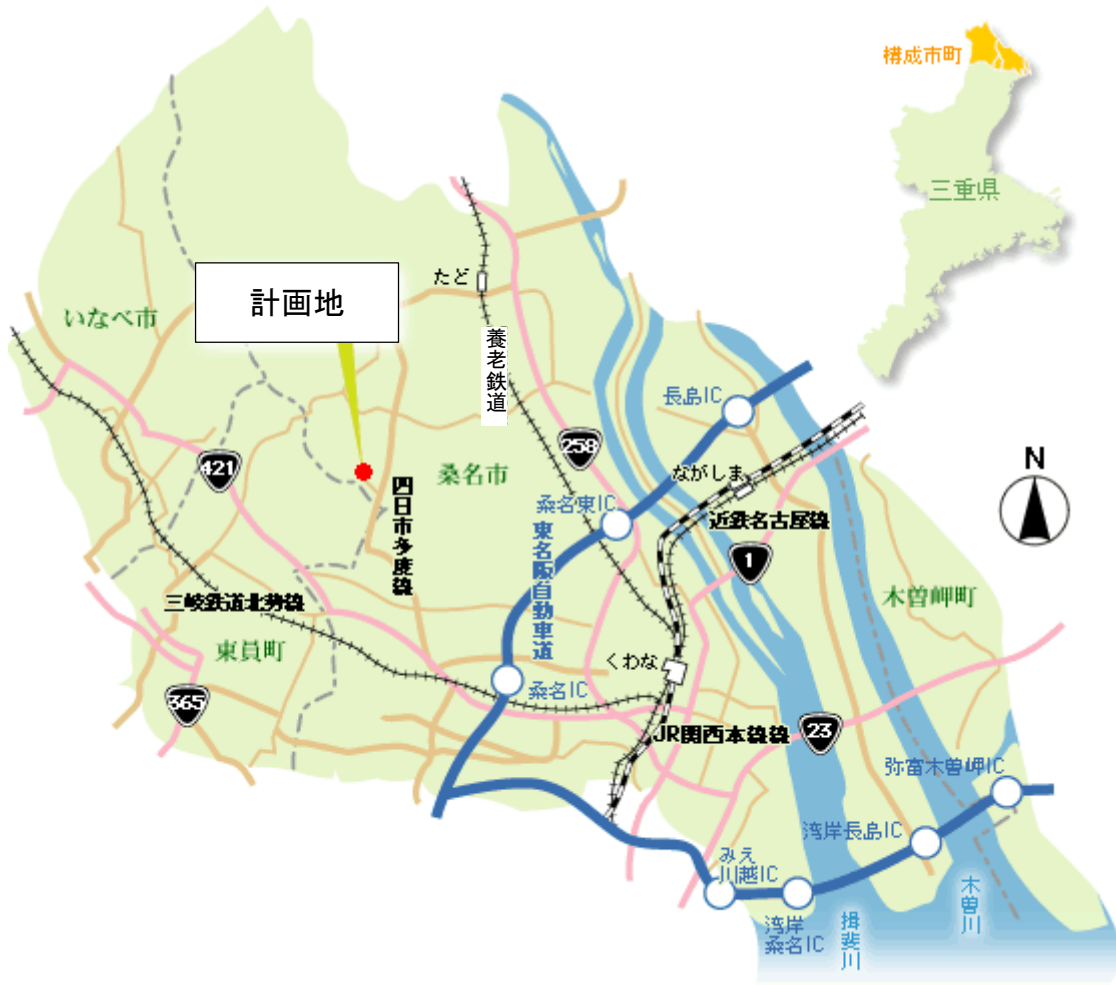 構成市町
三重県
たど
計画地
いなべ市
養老鉄道
長島IC
258
421
桑名市
ながしま
N
四日市多度線
桑名東IC
近鉄名古屋線
東名阪自動車道
1
三岐鉄道北勢線
木曽岬町
東員町
くわな
桑名IC
365
JR関西本線線
23
弥富木曽岬IC
湾岸長島IC
みえ
川越IC
木曽川
湾岸
桑名IC
揖斐川